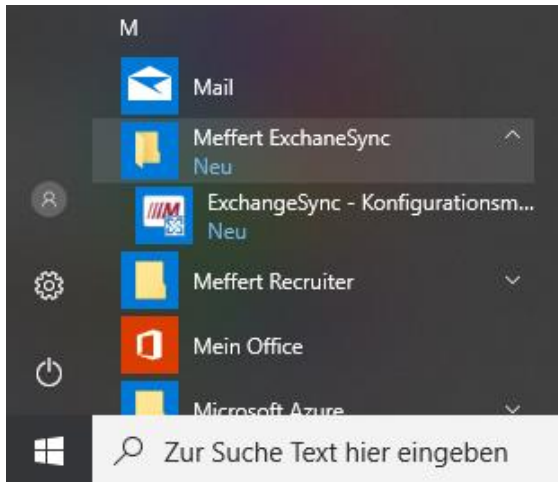 M
Mail
Meffert ExchaneSync
Neu
ExchangeSync - Konfigurationsm...
Neu
Meffert Recruiter
Mein Office
Microsoft Azure
Zur Suche Text hier eingeben